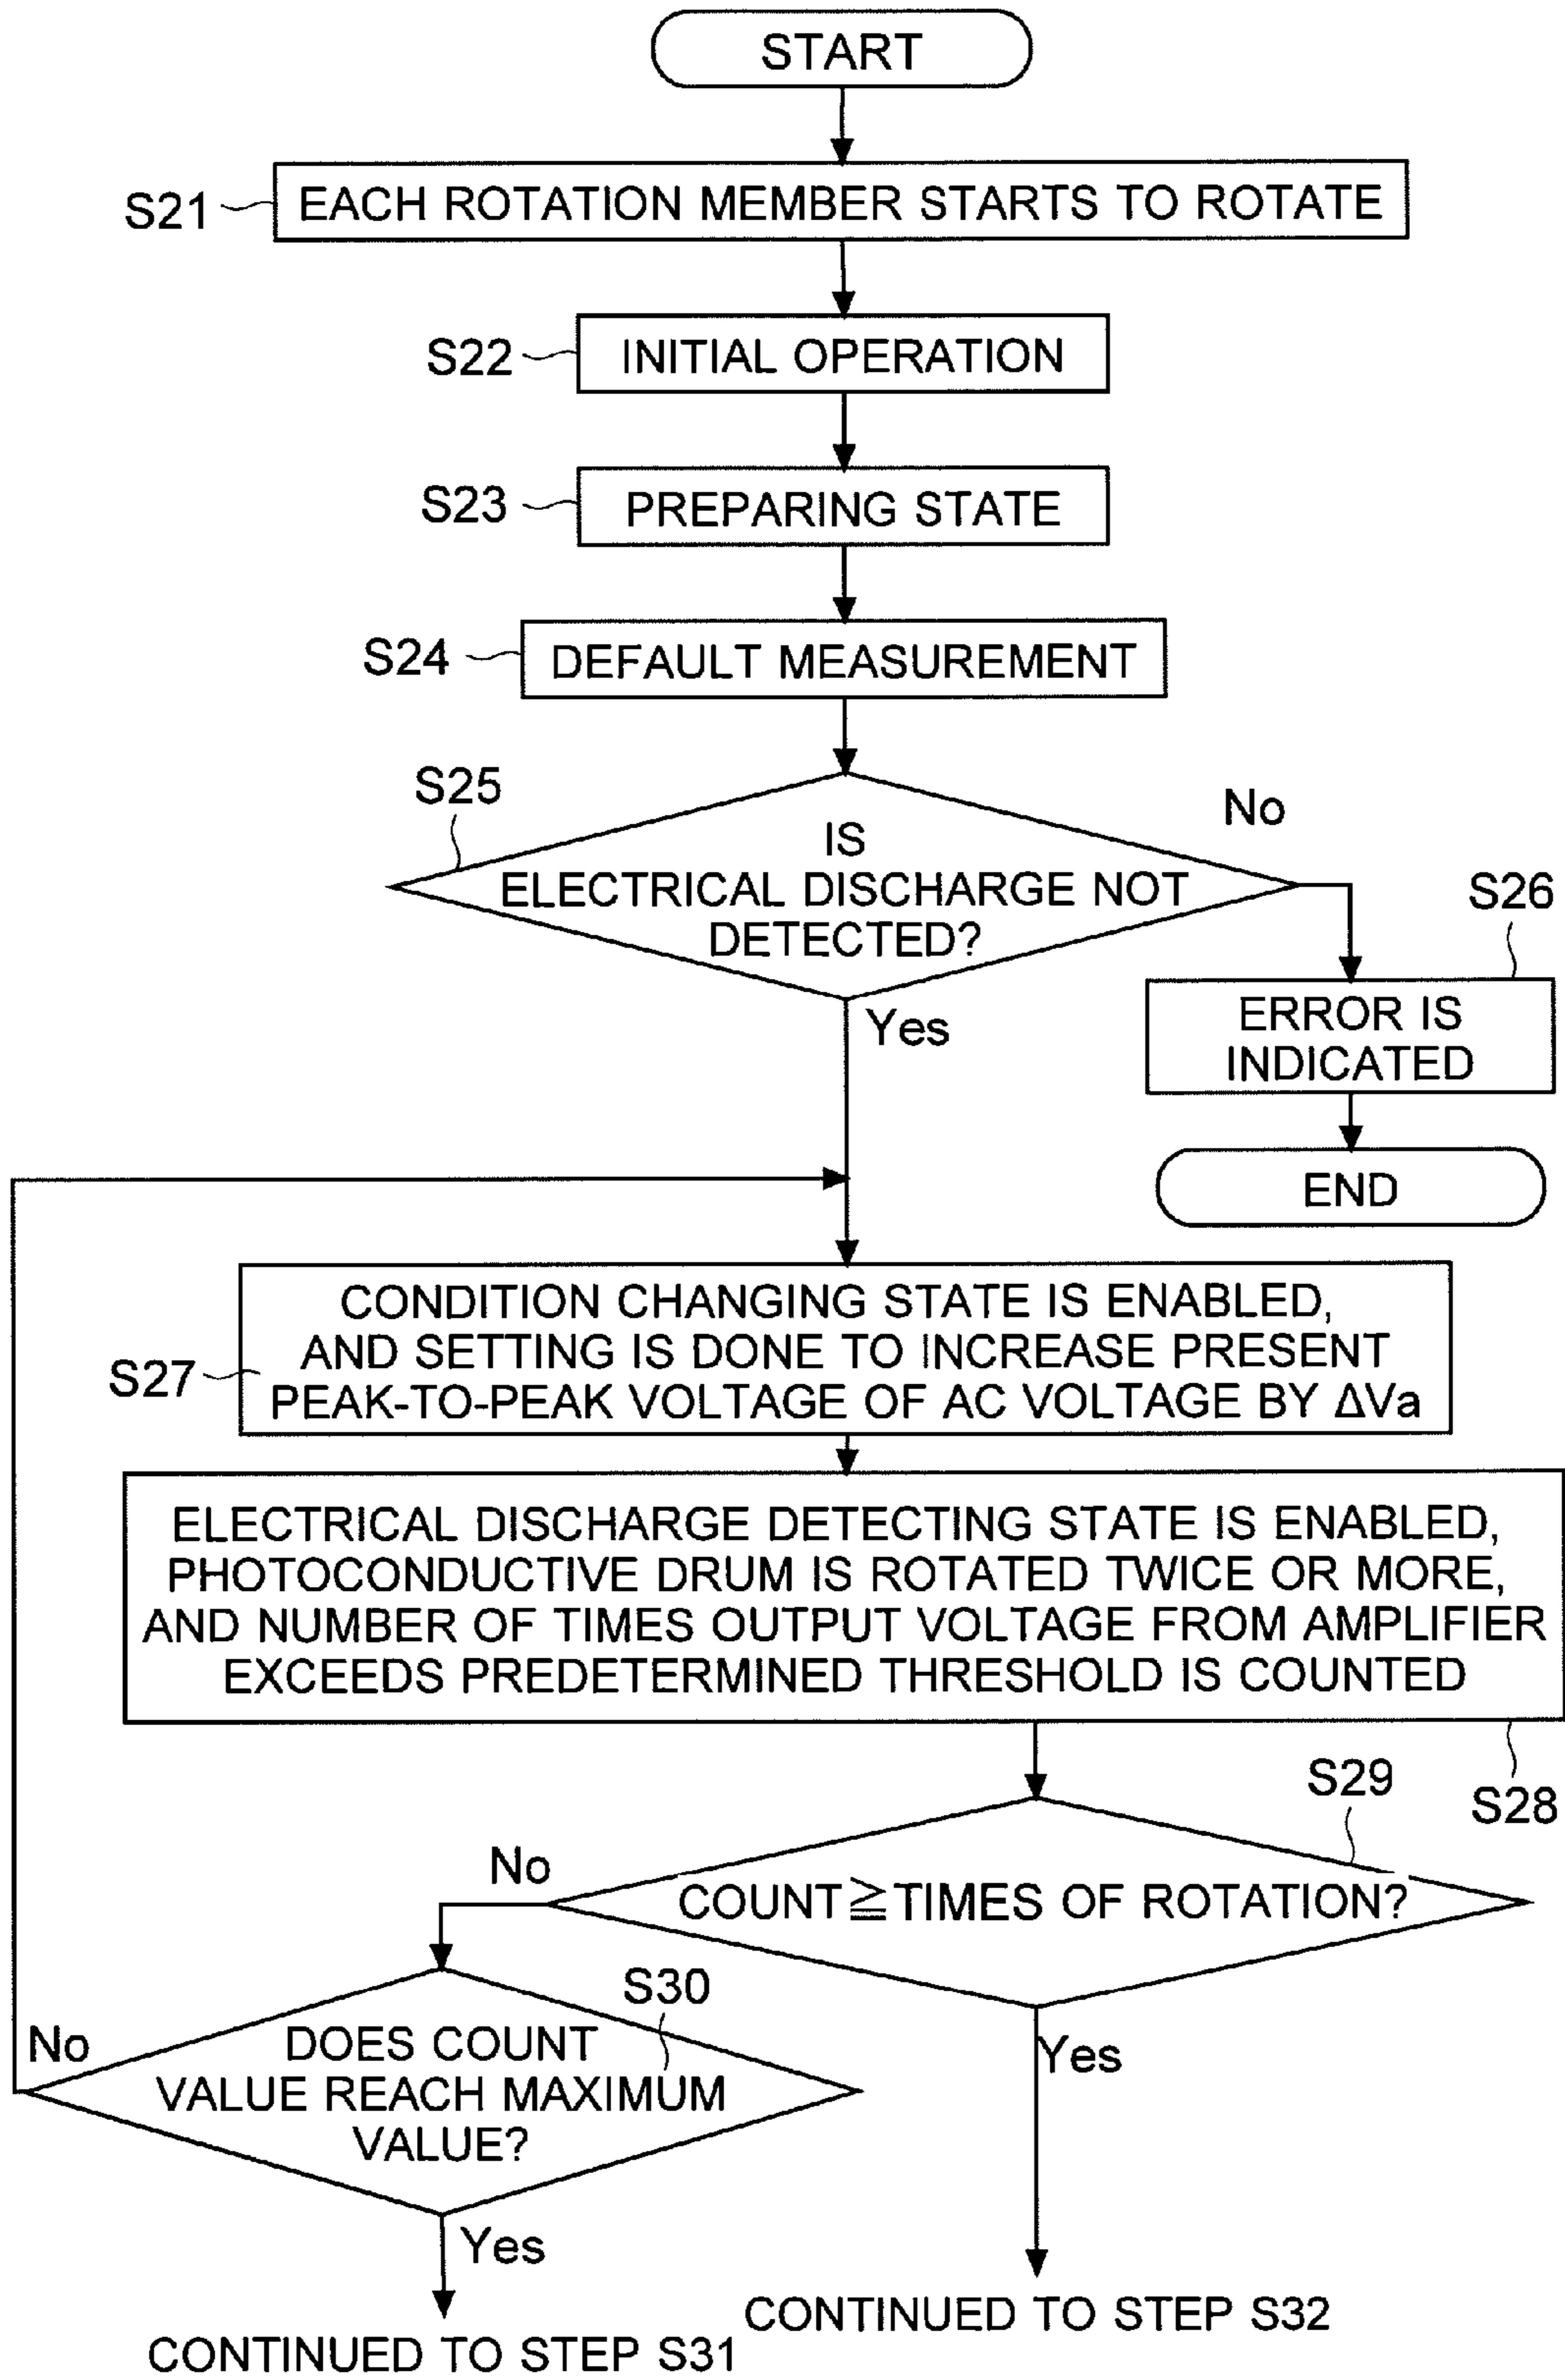 START
S21
EACH ROTATION MEMBER STARTS TO ROTATE
S22
INITIAL OPERATION
S23
PREPARING STATE
S24
DEFAULT MEASUREMENT
S25
IS
ELECTRICAL DISCHARGE NOT
DETECTED?
No
S26
ERROR IS
INDICATED
END
Yes
S27
CONDITION CHANGING STATE IS ENABLED,
AND SETTING IS DONE TO INCREASE PRESENT
PEAK-TO-PEAK VOLTAGE OF AC VOLTAGE BY ΔVa
ELECTRICAL DISCHARGE DETECTING STATE IS ENABLED,
PHOTOCONDUCTIVE DRUM IS ROTATED TWICE OR MORE,
AND NUMBER OF TIMES OUTPUT VOLTAGE FROM AMPLIFIER
EXCEEDS PREDETERMINED THRESHOLD IS COUNTED
S28
S29
COUNT≧TIMES OF ROTATION?
No
S30
DOES COUNT
VALUE REACH MAXIMUM
VALUE?
No
Yes
Yes
CONTINUED TO STEP S32
CONTINUED TO STEP S31